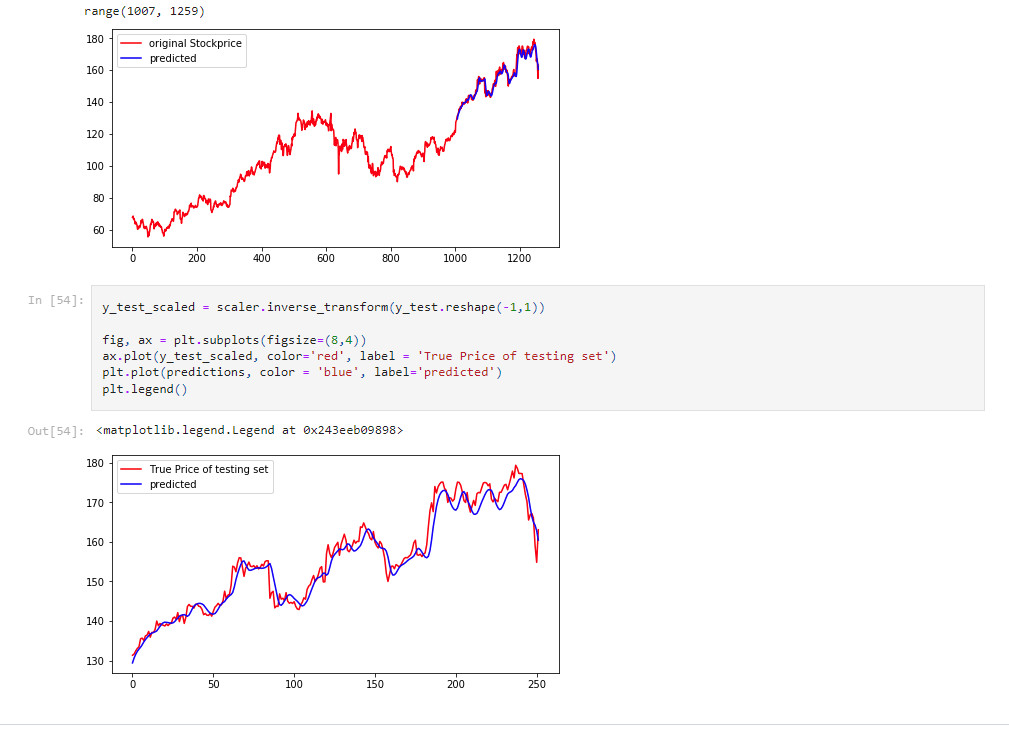 range(1007, 1259)
original Stockprice
predicted
180
160
140
120
100
80
60
0 200 400 600 800 1000 1200
In [54]:
y_test_scaled = scaler.inverse_transform(y_test.reshape(-1,1))
fig, ax = plt.subplots(figsize=(8,4))
ax.plot(y_test_scaled, color='red', label = 'True Price of testing set')
plt.plot(predictions, color = 'blue', label='predicted')
plt.legend()
Out[54]: <matplotlib.legend.Legend at 0x243eeb09898>
True Price of testing set
predicted
180
170
160
150
140
130
0 50 100 150 200 250